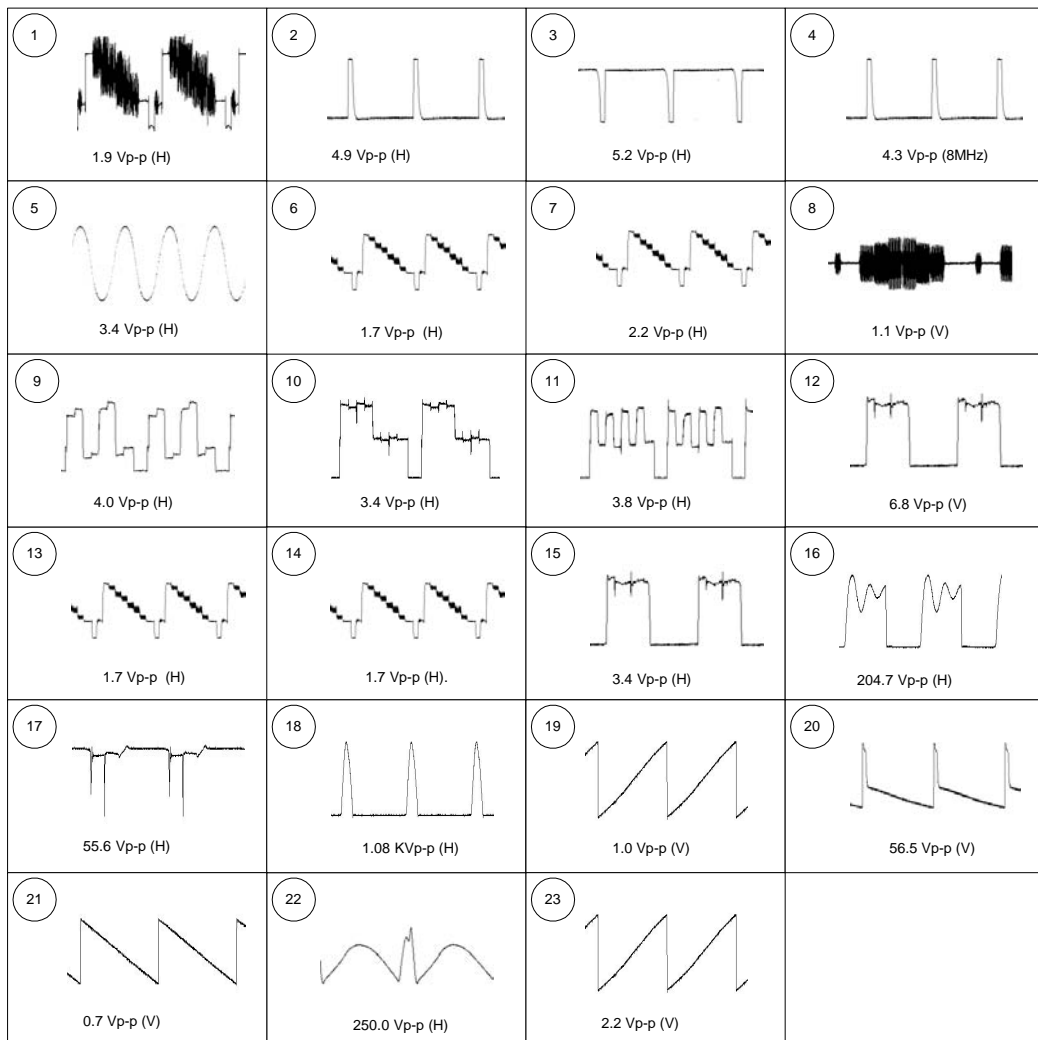 1
1.9 Vp-p (H)
2
4.9 Vp-p (H)
3
5.2 Vp-p (H)
4
4.3 Vp-p (8MHz)
5
3.4 Vp-p (H)
6
1.7 Vp-p  (H)
7
2.2 Vp-p (H)
8
1.1 Vp-p (V)
9
4.0 Vp-p (H)
10
3.4 Vp-p (H)
11
3.8 Vp-p (H)
12
6.8 Vp-p (V)
13
1.7 Vp-p  (H)
14
1.7 Vp-p (H).
15
3.4 Vp-p (H)
16
204.7 Vp-p (H)
17
55.6 Vp-p (H)
18
1.08 KVp-p (H)
19
1.0 Vp-p (V)
20
56.5 Vp-p (V)
21
0.7 Vp-p (V)
22
250.0 Vp-p (H)
23
2.2 Vp-p (V)